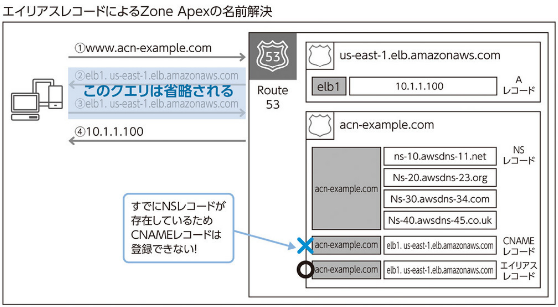 エイリアスレコードによるZone Apexの名前解決
①www.acn-example.com
②elb1. us-east-1.elb.amazonaws.com
このクエリは省略される
③elb1. us-east-1.elb.amazonaws.com
④10.1.1.100
53
Route
53
us-east-1.elb.amazonaws.com
elb1
10.1.1.100
A
レコード
acn-example.com
acn-example.com
ns-10.awsdns-11.net
Ns-20.awsdns-23.org
Ns-30.awsdns-34.com
Ns-40.awsdns-45.co.uk
NS
レコード
すでにNSレコードが
存在しているため
CNAMEレコードは
登録できない!
acn-example.com
elb1. us-east-1.elb.amazonaws.com
CNAME
レコード
acn-example.com
elb1. us-east-1.elb.amazonaws.com
エイリアス
レコード